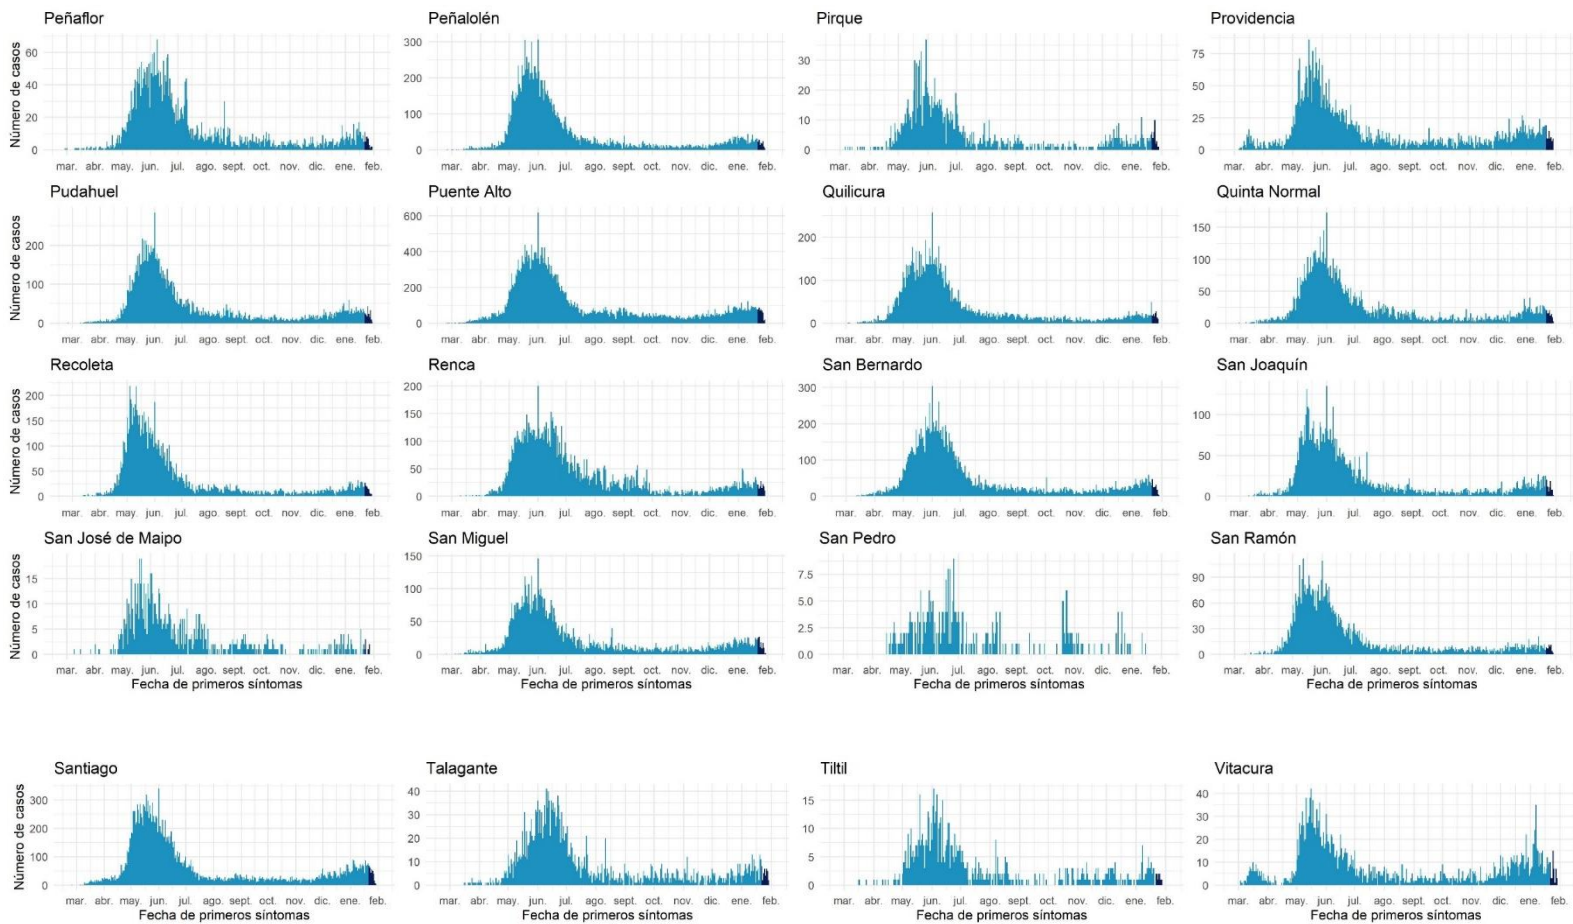 Peñaflor Peñalolén Pirque Providencia
Número de casos
60 40 20 0
300 200 100 0
30 20 10 0
75 50 25 0
mar. abr. may. jun. jul. ago. sept. oct. nov. dic. ene. feb.
mar. abr. may. jun. jul. ago. sept. oct. nov. dic. ene. feb.
mar. abr. may. jun. jul. ago. sept. oct. nov. dic. ene. feb.
mar. abr. may. jun. jul. ago. sept. oct. nov. dic. ene. feb.
Pudahuel Puente Alto Quilicura Quinta Normal
Número de casos
200 100 0
600 400 200 0
200 100 0
150 100 50 0
mar. abr. may. jun. jul. ago. sept. oct. nov. dic. ene. feb.
mar. abr. may. jun. jul. ago. sept. oct. nov. dic. ene. feb.
mar. abr. may. jun. jul. ago. sept. oct. nov. dic. ene. feb.
mar. abr. may. jun. jul. ago. sept. oct. nov. dic. ene. feb.
Recoleta Renca San Bernardo San Joaquín
Número de casos
200 150 100 50 0
200 150 100 50 0
300 200 100 0
100 50 0
mar. abr. may. jun. jul. ago. sept. oct. nov. dic. ene. feb.
mar. abr. may. jun. jul. ago. sept. oct. nov. dic. ene. feb.
mar. abr. may. jun. jul. ago. sept. oct. nov. dic. ene. feb.
mar. abr. may. jun. jul. ago. sept. oct. nov. dic. ene. feb.
San José de Maipo San Miguel San Pedro San Ramón
Número de casos
15 10 5 0
150 100 50 0
7.5 5.0 2.5 0.0
90 60 30 0
mar. abr. may. jun. jul. ago. sept. oct. nov. dic. ene. feb.
mar. abr. may. jun. jul. ago. sept. oct. nov. dic. ene. feb.
mar. abr. may. jun. jul. ago. sept. oct. nov. dic. ene. feb.
mar. abr. may. jun. jul. ago. sept. oct. nov. dic. ene. feb.
Fecha de primeros síntomas Fecha de primeros síntomas Fecha de primeros síntomas Fecha de primeros síntomas
Santiago Talagante Tiltil Vitacura
Número de casos
300 200 100 0
40 30 20 10 0
15 10 5 0
40 30 20 10 0
mar. abr. may. jun. jul. ago. sept. oct. nov. dic. ene. feb.
mar. abr. may. jun. jul. ago. sept. oct. nov. dic. ene. feb.
mar. abr. may. jun. jul. ago. sept. oct. nov. dic. ene. feb.
mar. abr. may. jun. jul. ago. sept. oct. nov. dic. ene. feb.
Fecha de primeros síntomas Fecha de primeros síntomas Fecha de primeros síntomas Fecha de primeros síntomas